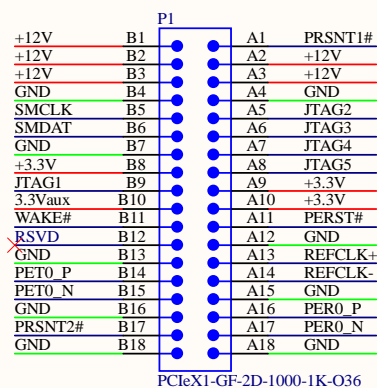 P1
+12V B1 A1 PRSNT1#
+12V B2 A2 +12V
+12V B3 A3 +12V
GND B4 A4 GND
SMCLK B5 A5 JTAG2
SMDAT B6 A6 JTAG3
GND B7 A7 JTAG4
+3.3V B8 A8 JTAG5
JTAG1 B9 A9 +3.3V
3.3Vaux B10 A10 +3.3V
WAKE# B11 A11 PERST#
RSVD B12 A12 GND
GND B13 A13 REFCLK+
PET0_P B14 A14 REFCLK-
PET0_N B15 A15 GND
GND B16 A16 PER0_P
PRSNT2# B17 A17 PER0_N
GND B18 A18 GND
PCIeX1-GF-2D-1000-1K-O36